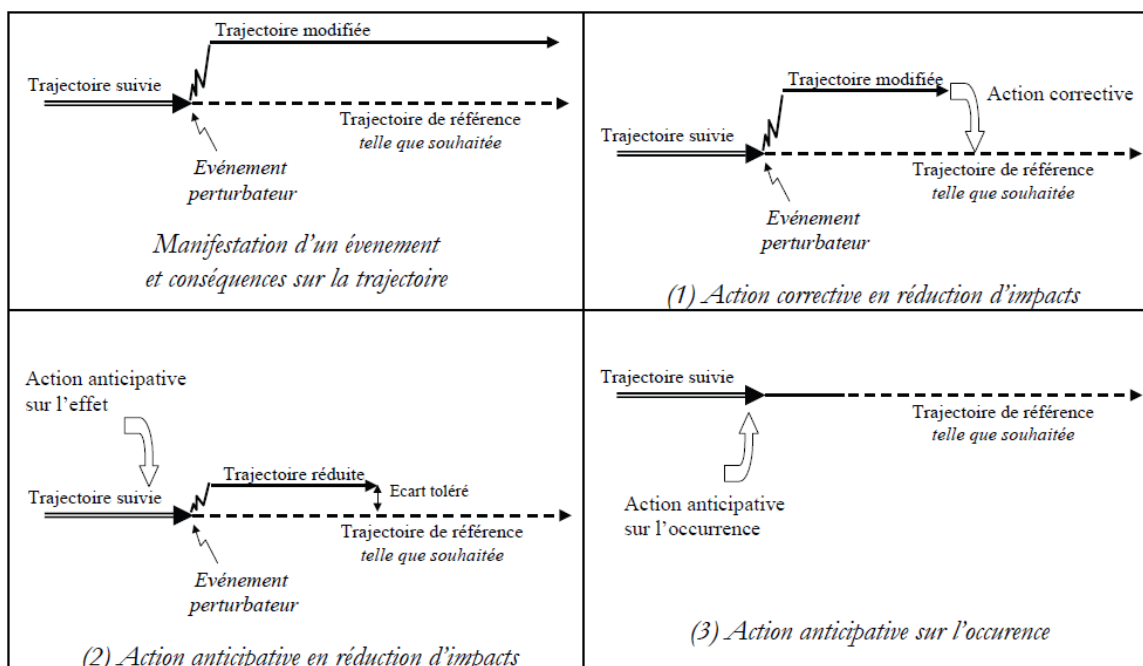 Trajectoire modifiée
Trajectoire suivie
Trajectoire de référence
telle que souhaitée
Evénement
perturbateur
Manifestation d'un évenement
et conséquences sur la trajectoire
Trajectoire modifiée
Action corrective
Trajectoire suivie
Trajectoire de référence
telle que souhaitée
Evénement
perturbateur
(1) Action corrective en réduction d'impacts
Action anticipative
sur l'effet
Trajectoire réduite
Trajectoire suivie
Ecart toléré
Trajectoire de référence
telle que souhaitée
Evénement
perturbateur
(2) Action anticipative en réduction d'impacts
Trajectoire suivie
Trajectoire de référence
telle que souhaitée
Action anticipative
sur l'occurrence
(3) Action anticipative sur l'occurence